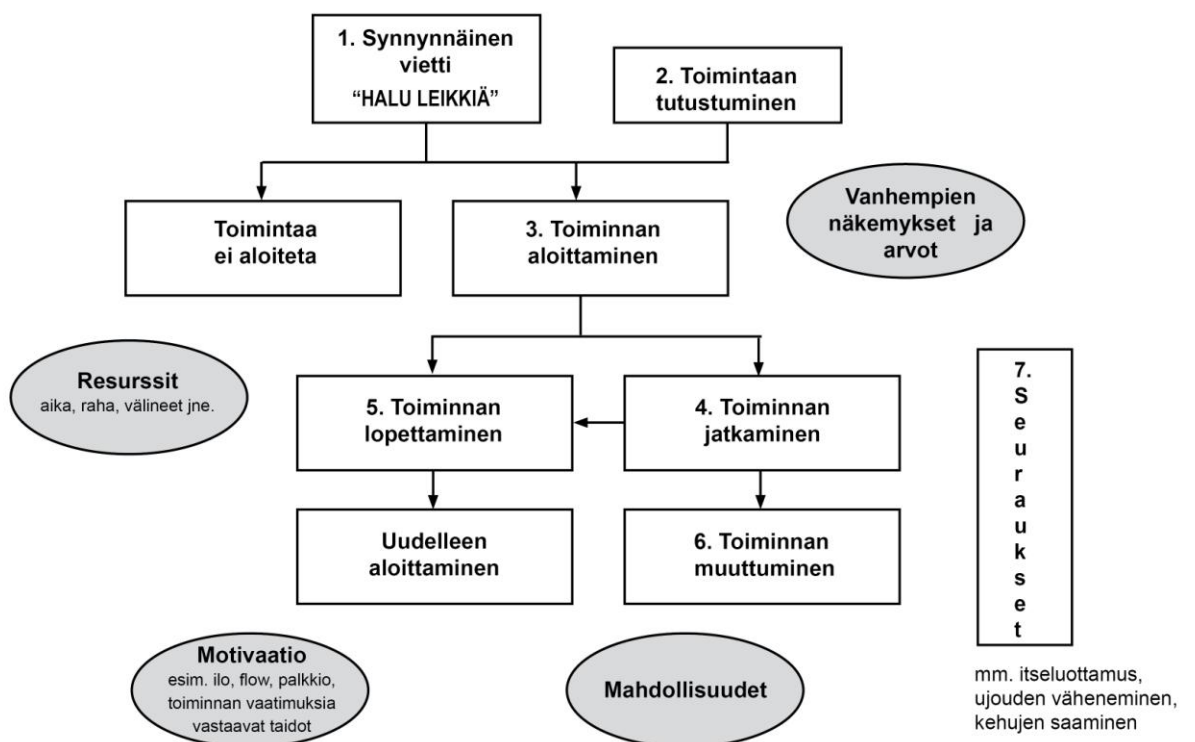 1. Synnynnäinen
vietti
“HALU LEIKKIÄ”
2. Toimintaan
tutustuminen
Toimintaa
ei aloiteta
3. Toiminnan
aloittaminen
Vanhempien
näkemykset ja
arvot
Resurssit
aika, raha, välineet jne.
5. Toiminnan
lopettaminen
4. Toiminnan
jatkaminen
7.
S
e
u
r
a
u
k
s
e
t
Uudelleen
aloittaminen
6. Toiminnan
muuttuminen
Motivaatio
esim. ilo, flow, palkkio,
toiminnan vaatimuksia
vastaavat taidot
Mahdollisuudet
mm. itseluottamus,
ujouden väheneminen,
kehujen saaminen